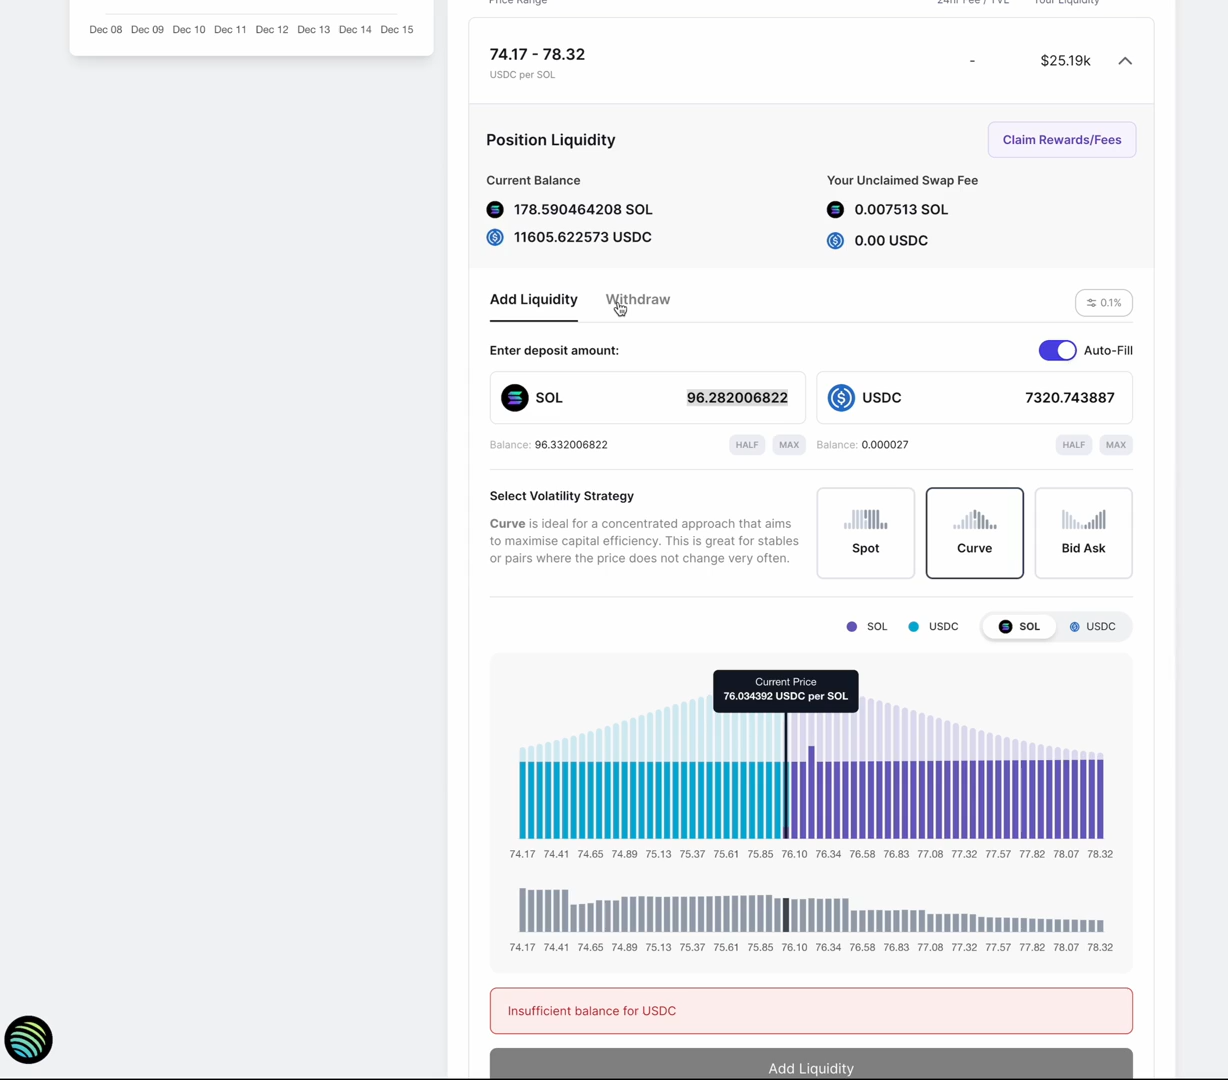 Price Range 24hr Fee / TVL Your Liquidity
Dec 08 Dec 09 Dec 10 Dec 11 Dec 12 Dec 13 Dec 14 Dec 15
74.17 - 78.32
USDC per SOL
- $25.19k
Position Liquidity
Claim Rewards/Fees
Current Balance
178.590464208 SOL
11605.622573 USDC
Your Unclaimed Swap Fee
0.007513 SOL
0.00 USDC
Add Liquidity Withdraw 0.1%
Enter deposit amount: Auto-Fill
SOL 96.282006822
USDC 7320.743887
Balance: 96.332006822 HALF MAX
Balance: 0.000027 HALF MAX
Select Volatility Strategy
Curve is ideal for a concentrated approach that aims
to maximise capital efficiency. This is great for stables
or pairs where the price does not change very often.
Spot
Curve
Bid Ask
SOL USDC SOL USDC
Current Price
76.034392 USDC per SOL
74.17 74.41 74.65 74.89 75.13 75.37 75.61 75.85 76.10 76.34 76.58 76.83 77.08 77.32 77.57 77.82 78.07 78.32
74.17 74.41 74.65 74.89 75.13 75.37 75.61 75.85 76.10 76.34 76.58 76.83 77.08 77.32 77.57 77.82 78.07 78.32
Insufficient balance for USDC
Add Liquidity